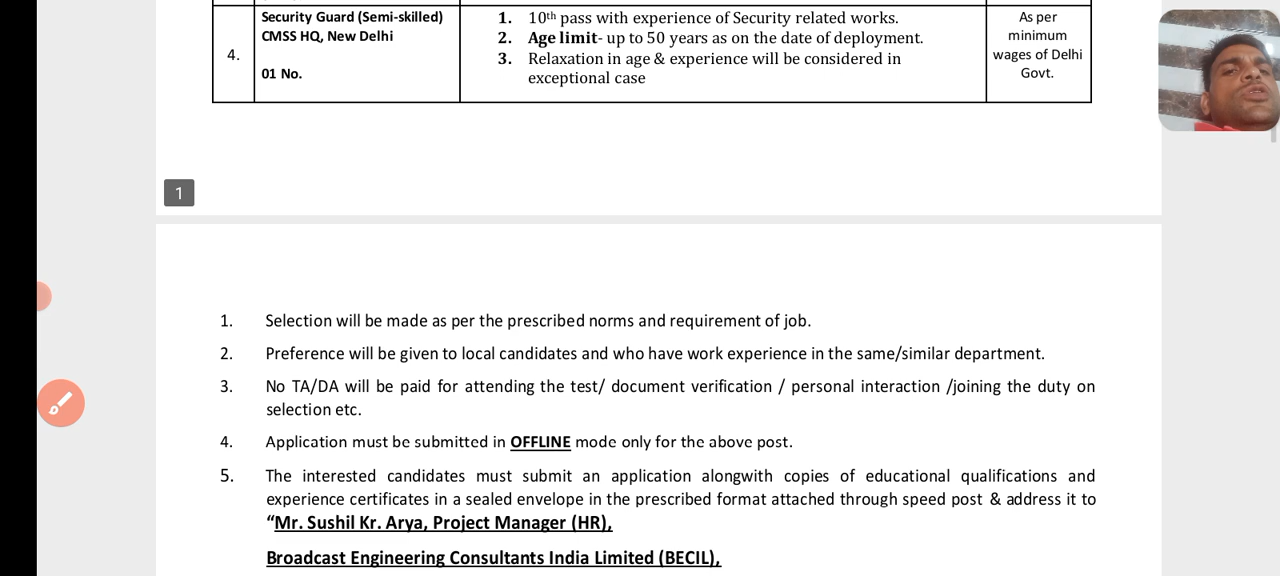 Security Guard (Semi-skilled)
CMSS HQ, New Delhi
4.
01 No.
1. 10th pass with experience of Security related works.
2. Age limit- up to 50 years as on the date of deployment.
3. Relaxation in age & experience will be considered in
exceptional case
As per
minimum
wages of Delhi
Govt.
1
1. Selection will be made as per the prescribed norms and requirement of job.
2. Preference will be given to local candidates and who have work experience in the same/similar department.
3. No TA/DA will be paid for attending the test/ document verification / personal interaction /joining the duty on
selection etc.
4. Application must be submitted in OFFLINE mode only for the above post.
5. The interested candidates must submit an application alongwith copies of educational qualifications and
experience certificates in a sealed envelope in the prescribed format attached through speed post & address it to
“Mr. Sushil Kr. Arya, Project Manager (HR),
Broadcast Engineering Consultants India Limited (BECIL),